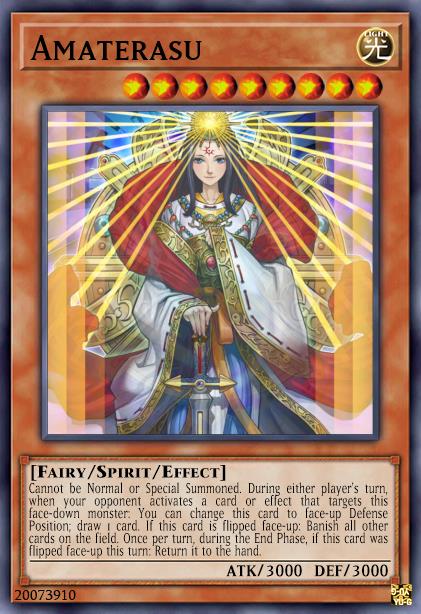 AMATERASU
LIGHT
光
[FAIRY/SPIRIT/EFFECT]
Cannot be Normal or Special Summoned. During either player's turn,
when your opponent activates a card or effect that targets this
face-down monster: You can change this card to face-up Defense
Position; draw 1 card. If this card is flipped face-up: Banish all other
cards on the field. Once per turn, during the End Phase, if this card was
flipped face-up this turn: Return it to the hand.
ATK/3000 DEF/3000
20073910